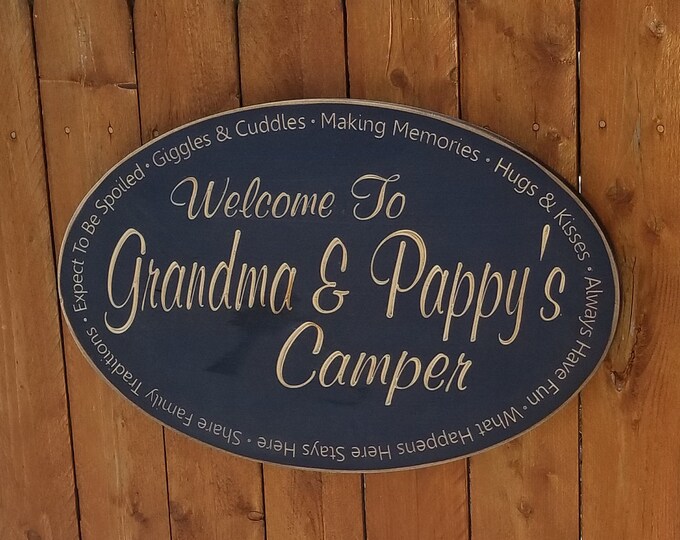 Welcome To
Grandma & Pappy's
Camper
Expect To Be Spoiled • Giggles & Cuddles • Making Memories • Hugs & Kisses • Always Have Fun • What Happens Here Stays Here • Share Family Traditions •